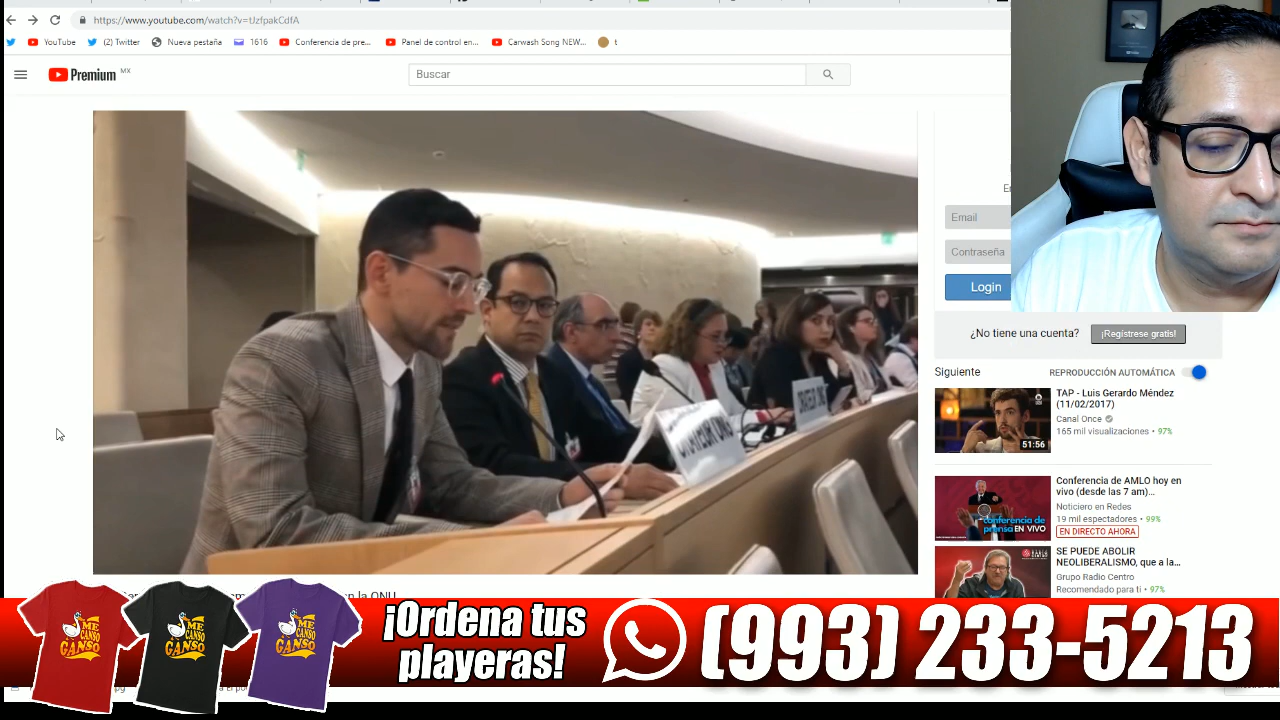 https://www.youtube.com/watch?v=tJzfpakCdfA
YouTube
(2) Twitter
Nueva pestaña
1616
Conferencia de pre...
Panel de control en...
Carwash Song NEW...
t
Premium MX
Buscar
Email
Contraseña
Login
¿No tiene una cuenta?
¡Regístrese gratis!
Siguiente
REPRODUCCIÓN AUTOMÁTICA
TAP - Luis Gerardo Méndez
(11/02/2017)
Canal Once
165 mil visualizaciones • 97%
51:56
Conferencia de AMLO hoy en
vivo (desde las 7 am)...
Noticiero en Redes
19 mil espectadores • 99%
EN DIRECTO AHORA
conferencia de
prensa EN VIVO
SE PUEDE ABOLIR
NEOLIBERALISMO, que a la...
Grupo Radio Centro
Recomendado para ti • 97%
en la ONU
ME
CANSO
GANSO
ME
CANSO
GANSO
ME
CANSO
GANSO
¡Ordena tus
playeras!
(993) 233-5213